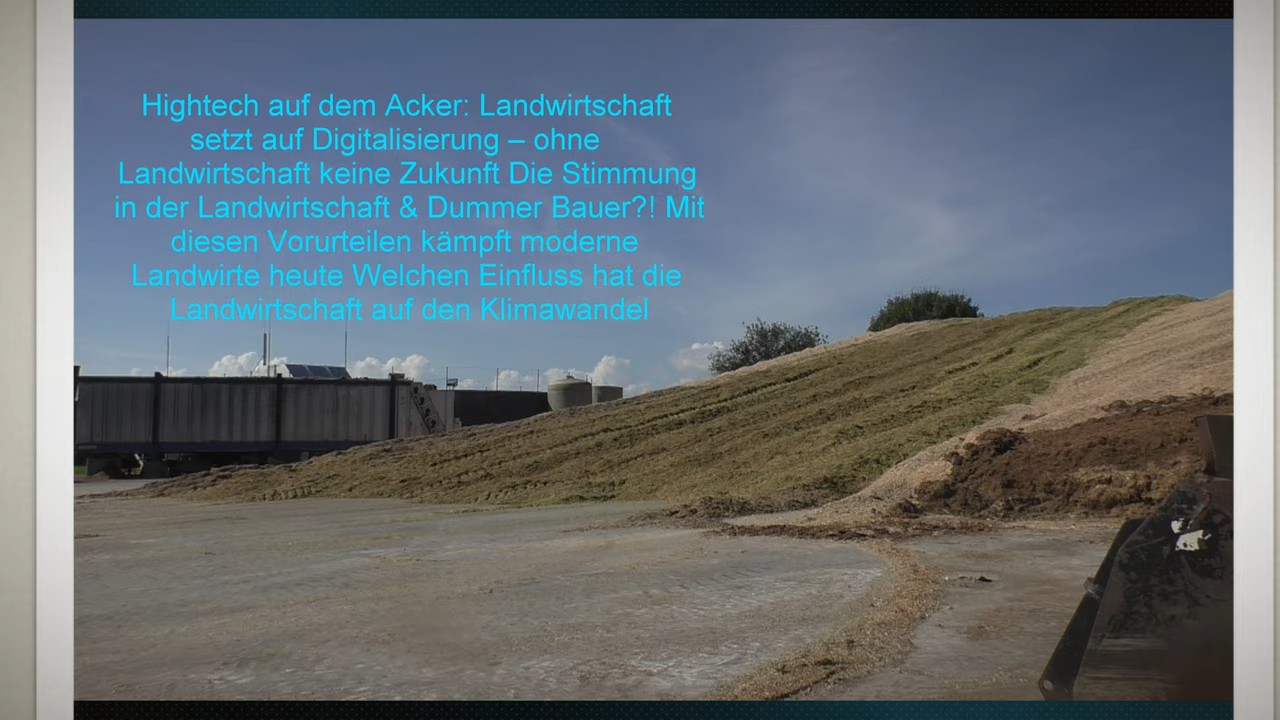 Hightech auf dem Acker: Landwirtschaft
setzt auf Digitalisierung – ohne
Landwirtschaft keine Zukunft Die Stimmung
in der Landwirtschaft & Dummer Bauer?! Mit
diesen Vorurteilen kämpft moderne
Landwirte heute Welchen Einfluss hat die
Landwirtschaft auf den Klimawandel